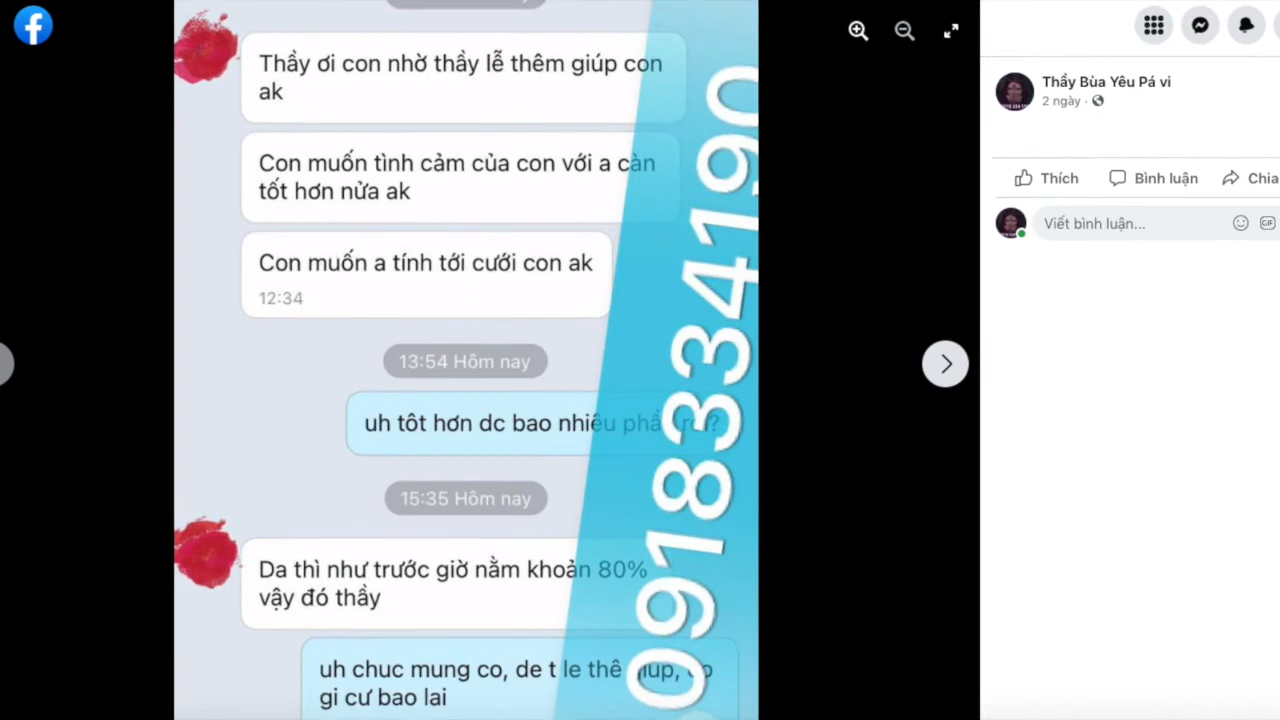 Thầy ơi con nhờ thầy lễ thêm giúp con
ak
Con muốn tình cảm của con với a càn
tốt hơn nửa ak
Con muốn a tính tới cưới con ak
12:34
13:54 Hôm nay
uh tôt hơn dc bao nhiêu phầ rùi?
15:35 Hôm nay
Da thì như trước giờ nằm khoản 80%
vậy đó thầy
uh chuc mung co, de t le thê
gi cư bao lai
0918334190
Thầy Bùa Yêu Pá vi
2 ngày
Thích
Bình luận
Chia
Viết bình luận...
GIF